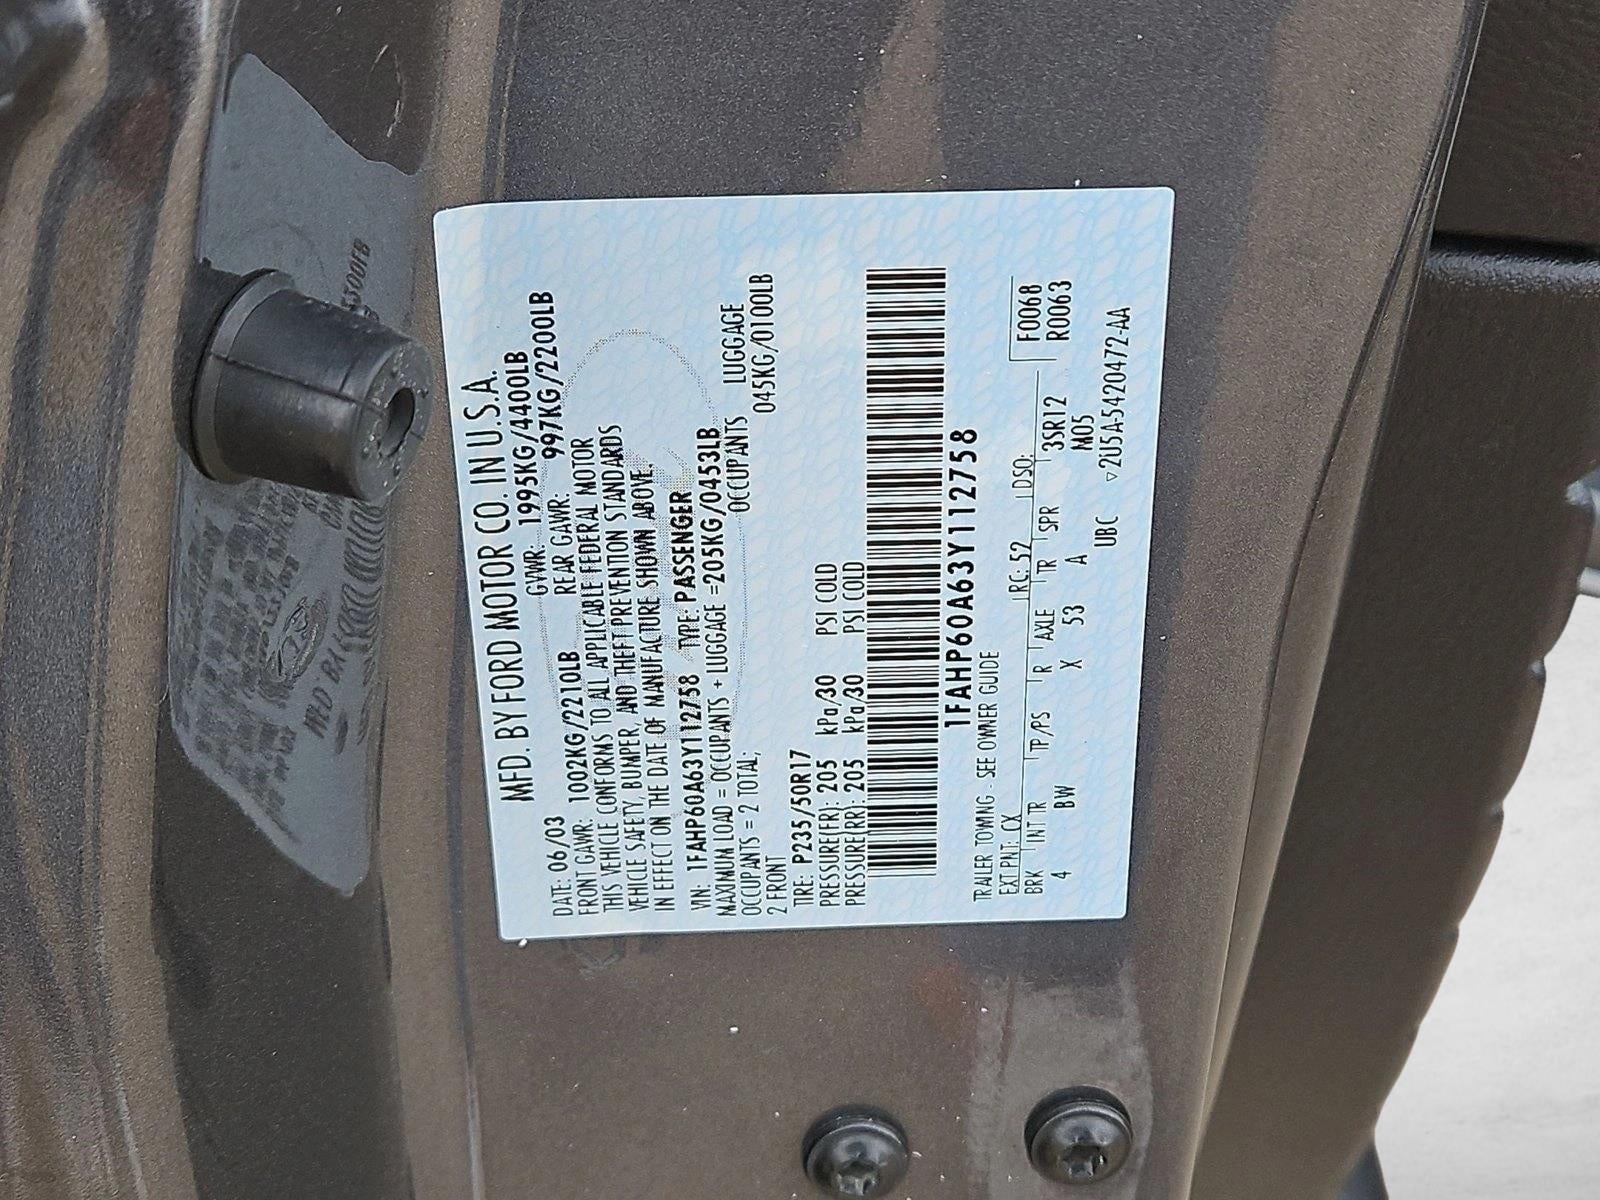 MFD. BY FORD MOTOR CO. IN U.S.A.
DATE: 06/03 GVWR: 1995KG/4400LB
FRONT GAWR: 1002KG/2210LB REAR GAWR: 997KG/2200LB
THIS VEHICLE CONFORMS TO ALL APPLICABLE FEDERAL MOTOR
VEHICLE SAFETY, BUMPER, AND THEFT PREVENTION STANDARDS
IN EFFECT ON THE DATE OF MANUFACTURE SHOWN ABOVE.
VIN: 1FAHP60A63Y112758 TYPE: PASSENGER
MAXIMUM LOAD = OCCUPANTS + LUGGAGE =205KG/0453LB
OCCUPANTS = 2 TOTAL; OCCUPANTS LUGGAGE
2 FRONT 045KG/0100LB
TIRE: P235/50R17
PRESSURE(FR): 205 kPa/30 PSI COLD
PRESSURE(RR): 205 kPa/30 PSI COLD
1FAHP60A63Y112758
TRAILER TOWING - SEE OWNER GUIDE
EXT PNT: CX RC: 52 DSO: F0068
BRK INT TR TP/PS R AXLE TR SPR R0063
4 BW X 53 A 3SR12
M05
UBC ▽2U5A-5420472-AA
5500FB